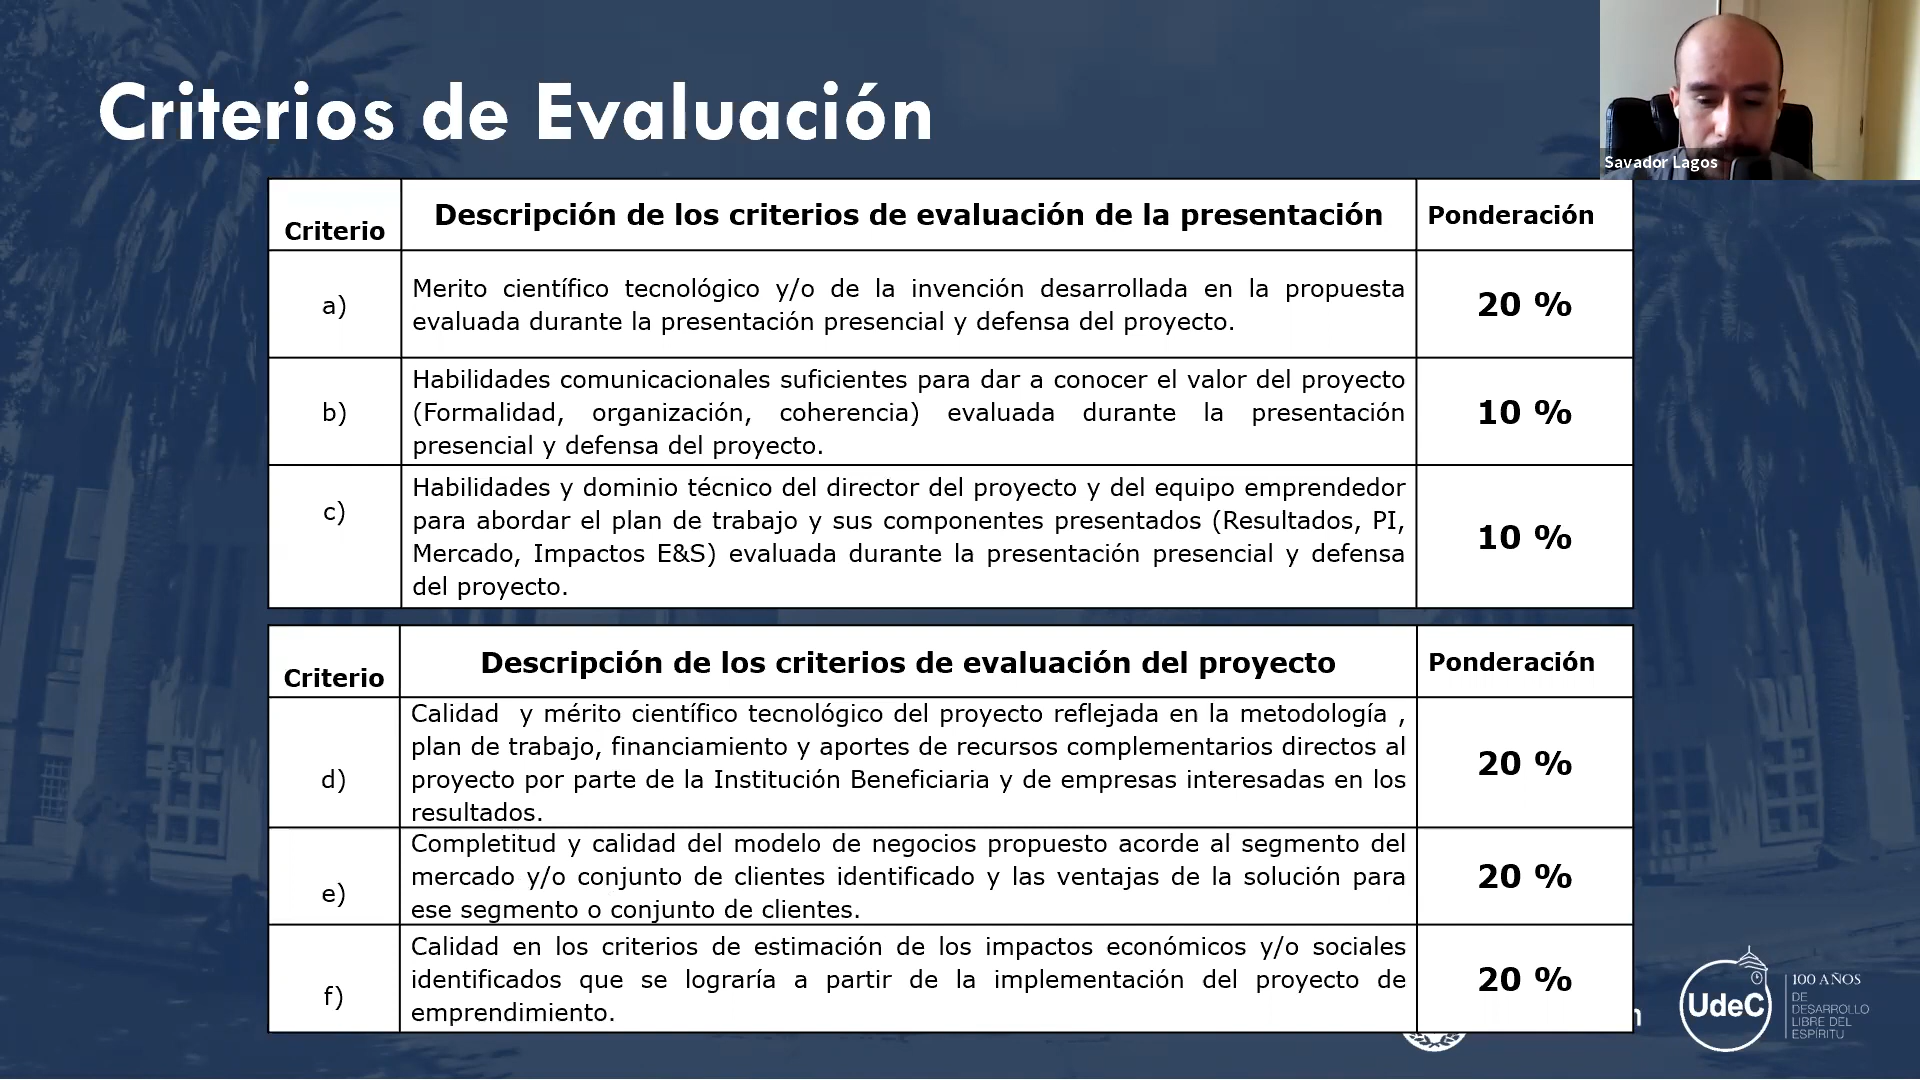 Criterios de Evaluación
Savador Lagos
Criterio
Descripción de los criterios de evaluación de la presentación
Ponderación
a)
Merito científico tecnológico y/o de la invención desarrollada en la propuesta
evaluada durante la presentación presencial y defensa del proyecto.
20 %
b)
Habilidades comunicacionales suficientes para dar a conocer el valor del proyecto
(Formalidad, organización, coherencia) evaluada durante la presentación
presencial y defensa del proyecto.
10 %
c)
Habilidades y dominio técnico del director del proyecto y del equipo emprendedor
para abordar el plan de trabajo y sus componentes presentados (Resultados, PI,
Mercado, Impactos E&S) evaluada durante la presentación presencial y defensa
del proyecto.
10 %
Criterio
Descripción de los criterios de evaluación del proyecto
Ponderación
d)
Calidad  y mérito científico tecnológico del proyecto reflejada en la metodología ,
plan de trabajo, financiamiento y aportes de recursos complementarios directos al
proyecto por parte de la Institución Beneficiaria y de empresas interesadas en los
resultados.
20 %
e)
Completitud y calidad del modelo de negocios propuesto acorde al segmento del
mercado y/o conjunto de clientes identificado y las ventajas de la solución para
ese segmento o conjunto de clientes.
20 %
f)
Calidad en los criterios de estimación de los impactos económicos y/o sociales
identificados que se lograría a partir de la implementación del proyecto de
emprendimiento.
20 %
UdeC
100 AÑOS
DE
DESARROLLO
LIBRE DEL
ESPÍRITU